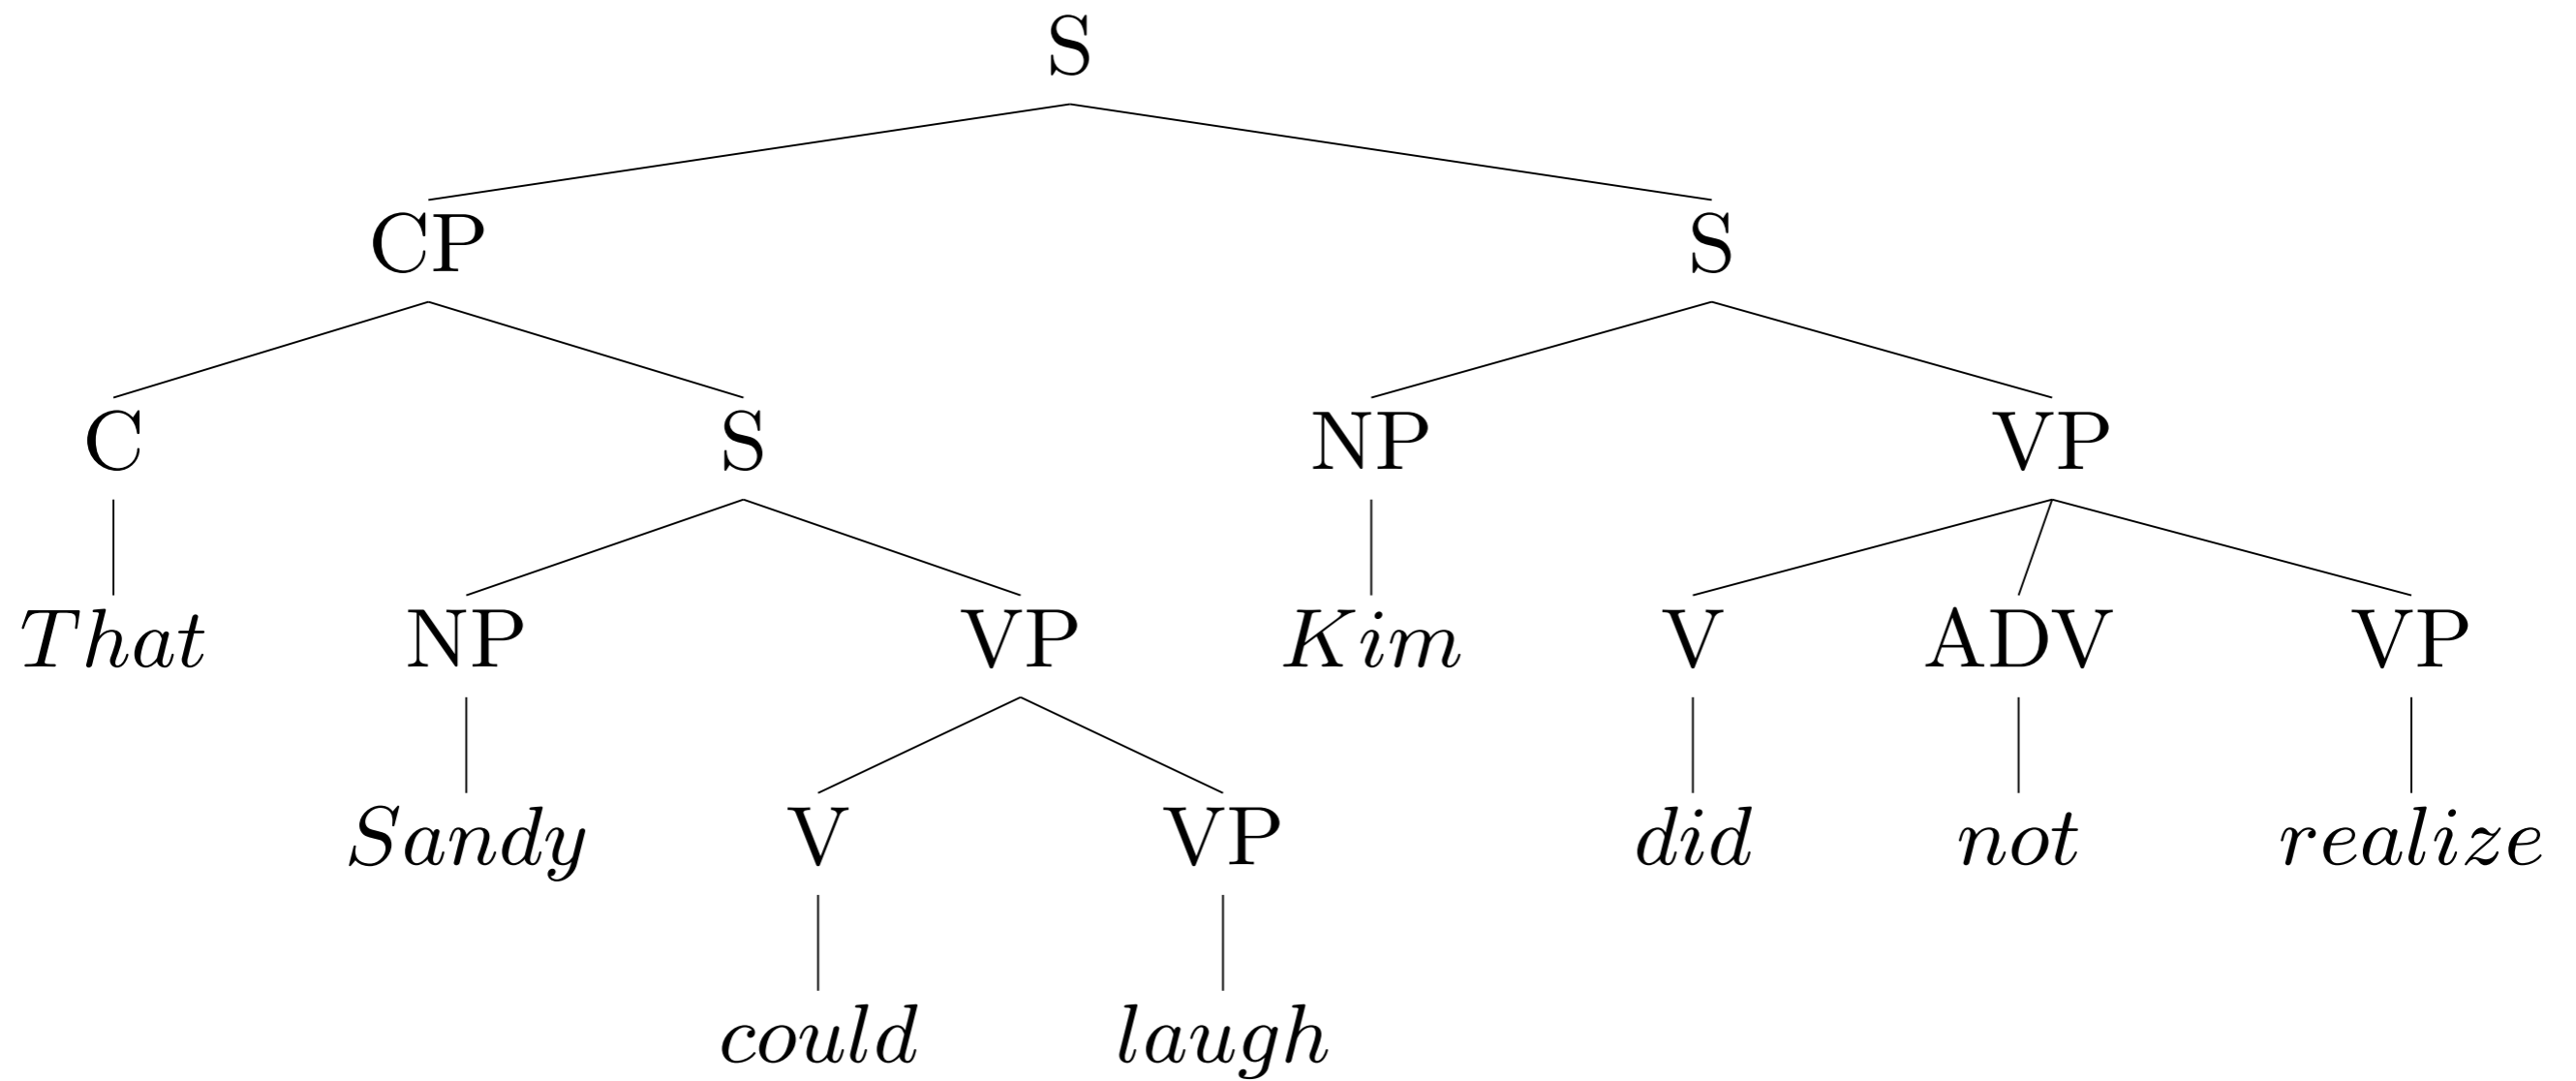 S
CP S
C S NP VP
That NP VP Kim V ADV VP
Sandy V VP did not realize
could laugh